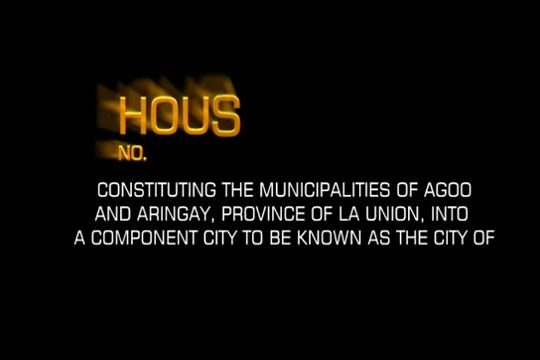 HOUS
NO.
CONSTITUTING THE MUNICIPALITIES OF AGOO
AND ARINGAY, PROVINCE OF LA UNION, INTO
A COMPONENT CITY TO BE KNOWN AS THE CITY OF